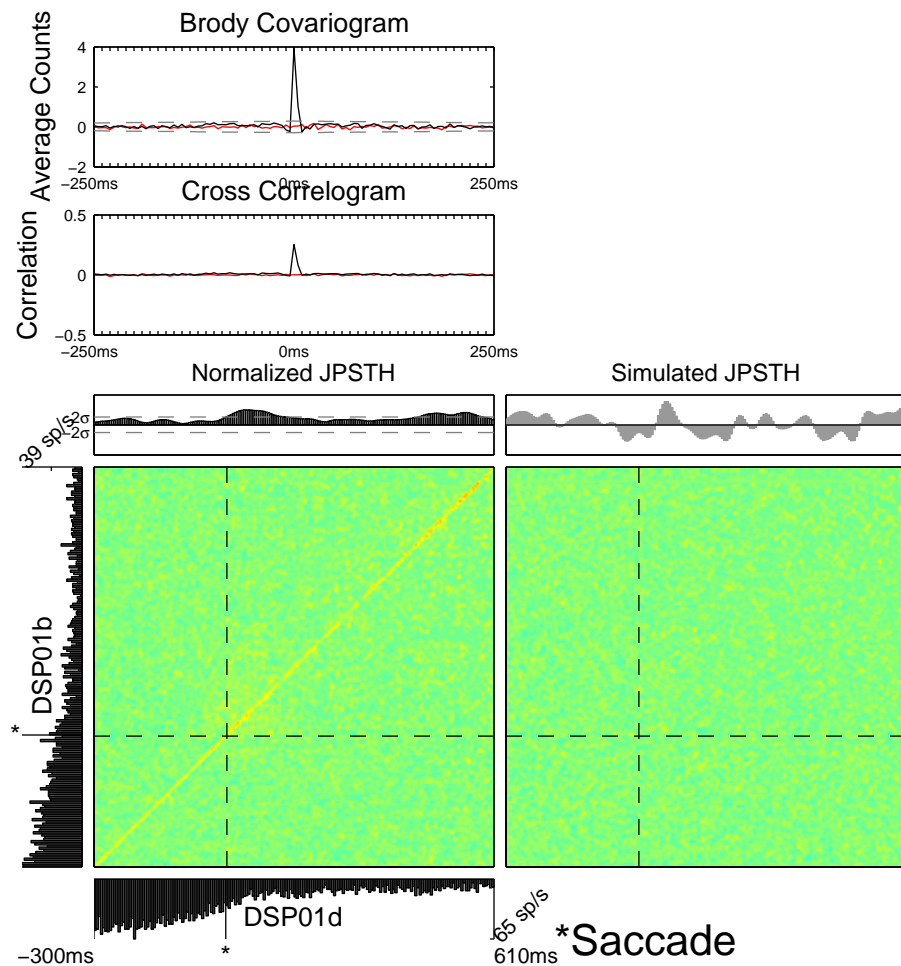 Brody Covariogram
Average Counts
4
2
0
−2
−250ms
0ms
250ms
Cross Correlogram
Correlation
0.5
0
−0.5
−250ms
0ms
250ms
Normalized JPSTH
Simulated JPSTH
2σ
−2σ
39 sp/s
DSP01b
*
DSP01d
*
65 sp/s
−300ms
610ms
*Saccade